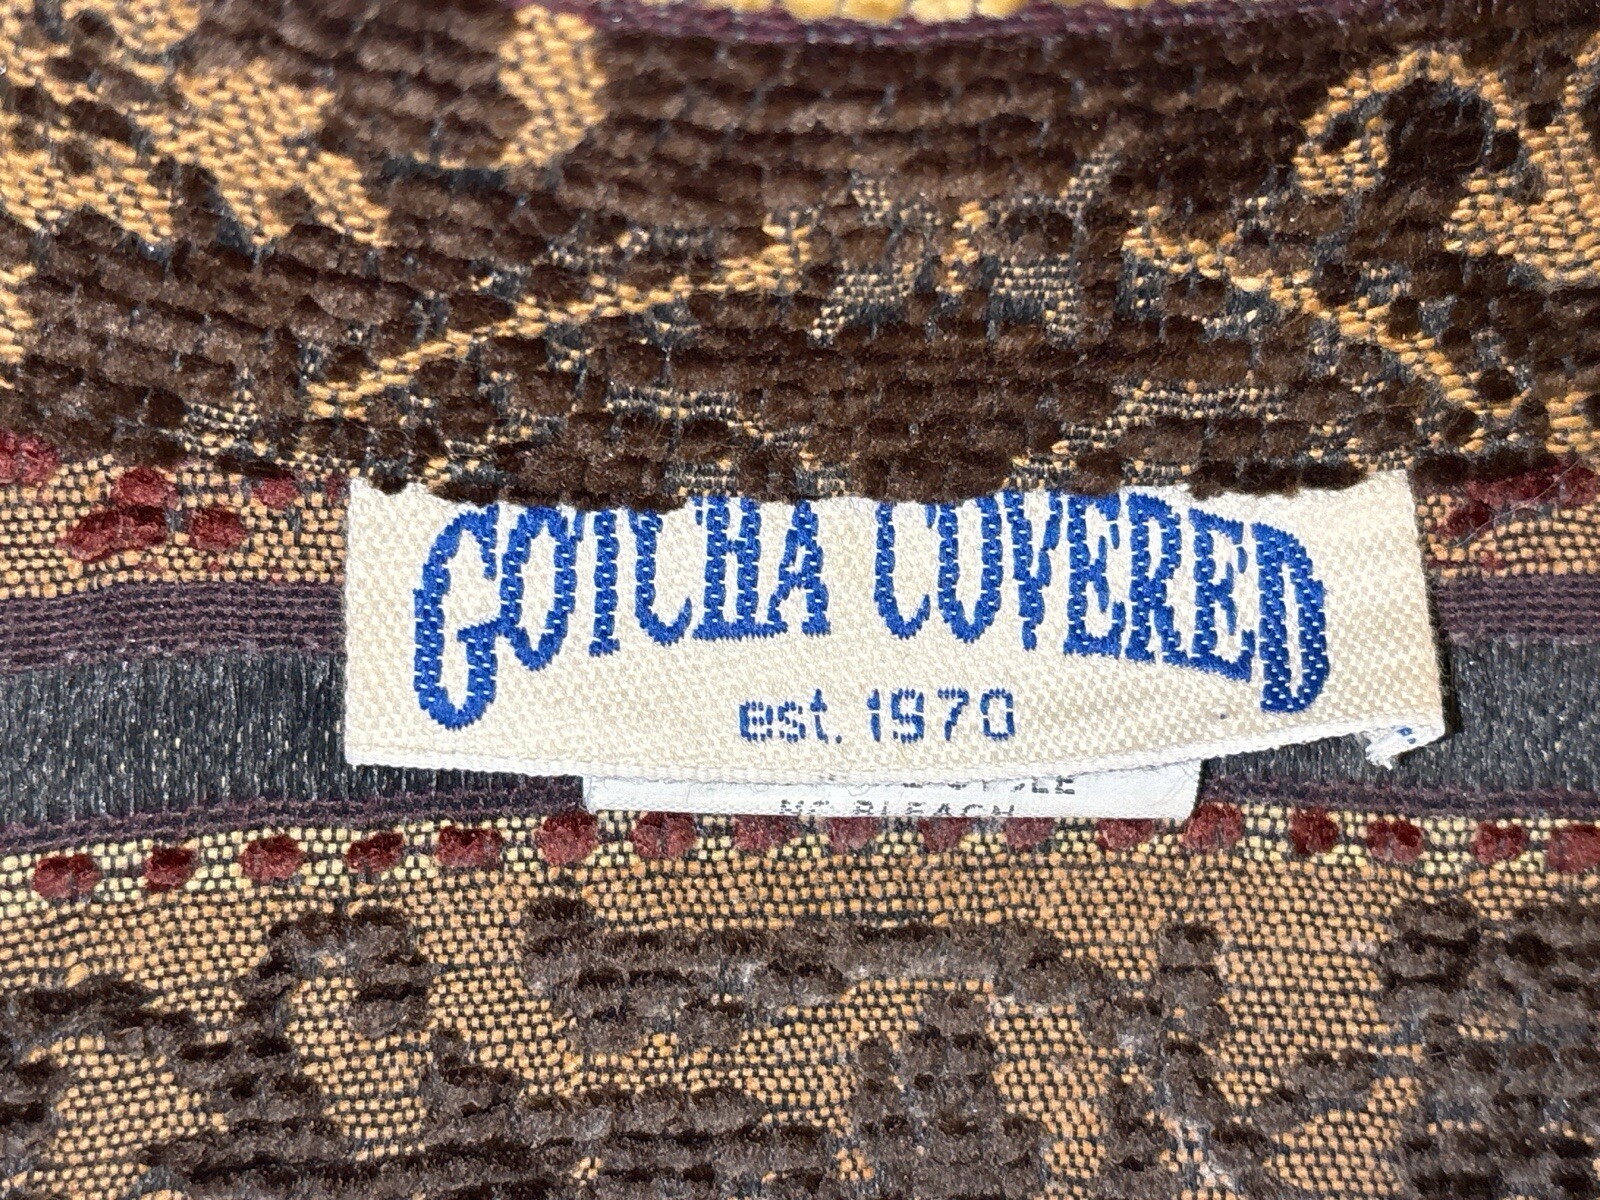 GOTCHA COVERED
est. 1970
NO BLEACH